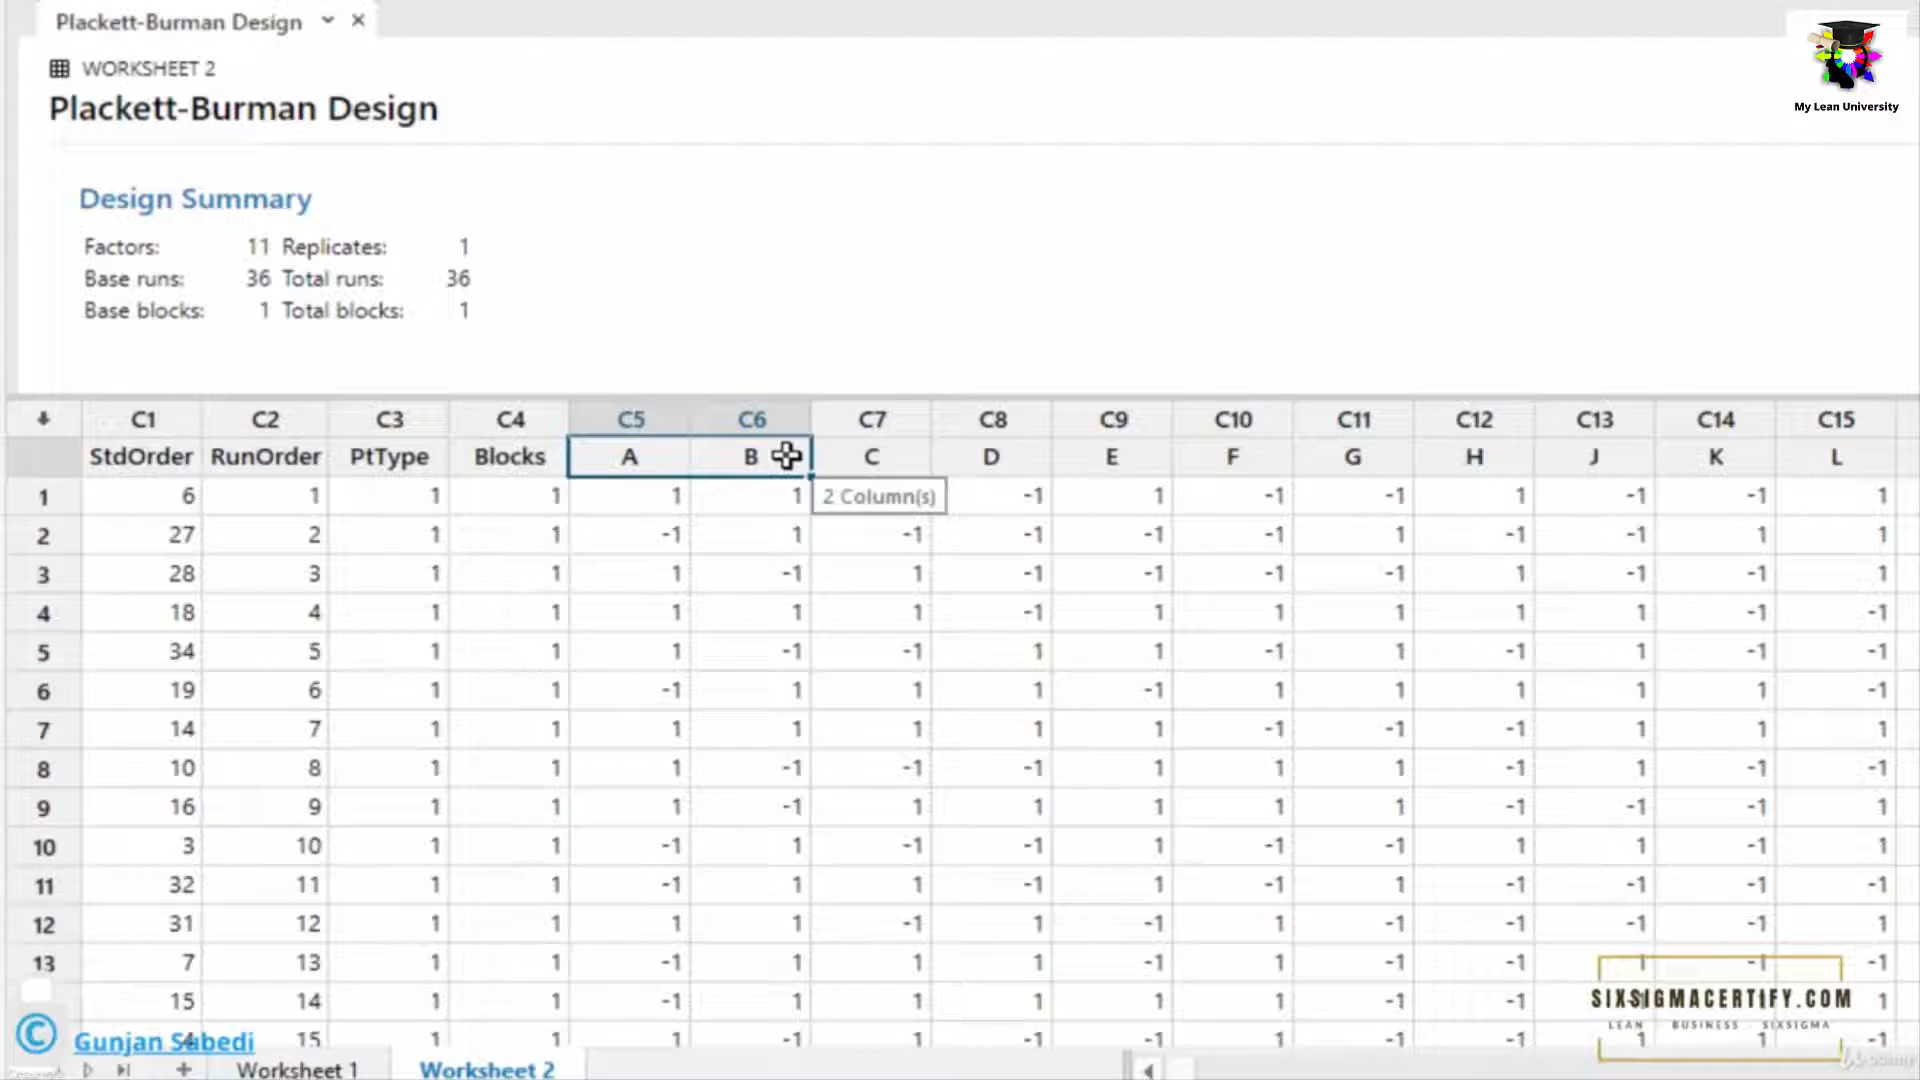 Plackett-Burman Design
WORKSHEET 2
Plackett-Burman Design
My Lean University
Design Summary
Factors: 11 Replicates: 1
Base runs: 36 Total runs: 36
Base blocks: 1 Total blocks: 1
C1 C2 C3 C4 C5 C6 C7 C8 C9 C10 C11 C12 C13 C14 C15
StdOrder RunOrder PtType Blocks A B C D E F G H J K L
1 6 1 1 1 1 1 2 Column(s) -1 1 -1 -1 1 -1 -1 1
2 27 2 1 1 -1 1 -1 -1 -1 -1 1 -1 -1 1 1
3 28 3 1 1 1 -1 1 -1 -1 -1 -1 1 -1 -1 1
4 18 4 1 1 1 1 1 -1 1 1 1 1 1 -1 -1
5 34 5 1 1 1 -1 -1 1 1 -1 1 -1 1 -1 -1
6 19 6 1 1 -1 1 1 1 -1 1 1 1 1 1 -1
7 14 7 1 1 1 1 1 1 1 -1 -1 -1 1 1 1
8 10 8 1 1 1 -1 -1 -1 1 1 1 -1 1 -1 -1
9 16 9 1 1 1 -1 1 1 1 1 1 -1 -1 -1 1
10 3 10 1 1 -1 1 -1 -1 1 -1 -1 1 1 -1 1
11 32 11 1 1 -1 1 1 -1 1 -1 1 -1 -1 -1 -1
12 31 12 1 1 1 1 -1 1 -1 1 -1 -1 -1 -1 1
13 7 13 1 1 -1 1 1 1 -1 1 -1 -1 1 -1 -1
15 14 1 1 -1 1 1 1 1 1 -1 -1 1
SIXSIGMACERTIFY.COM
LEAN BUSINESS SIXSIGMA
4 15 1 1 1 -1 1 1 -1 1 -1 -1 1 1 -1
© Gunjan Subedi
Worksheet 1 Worksheet 2